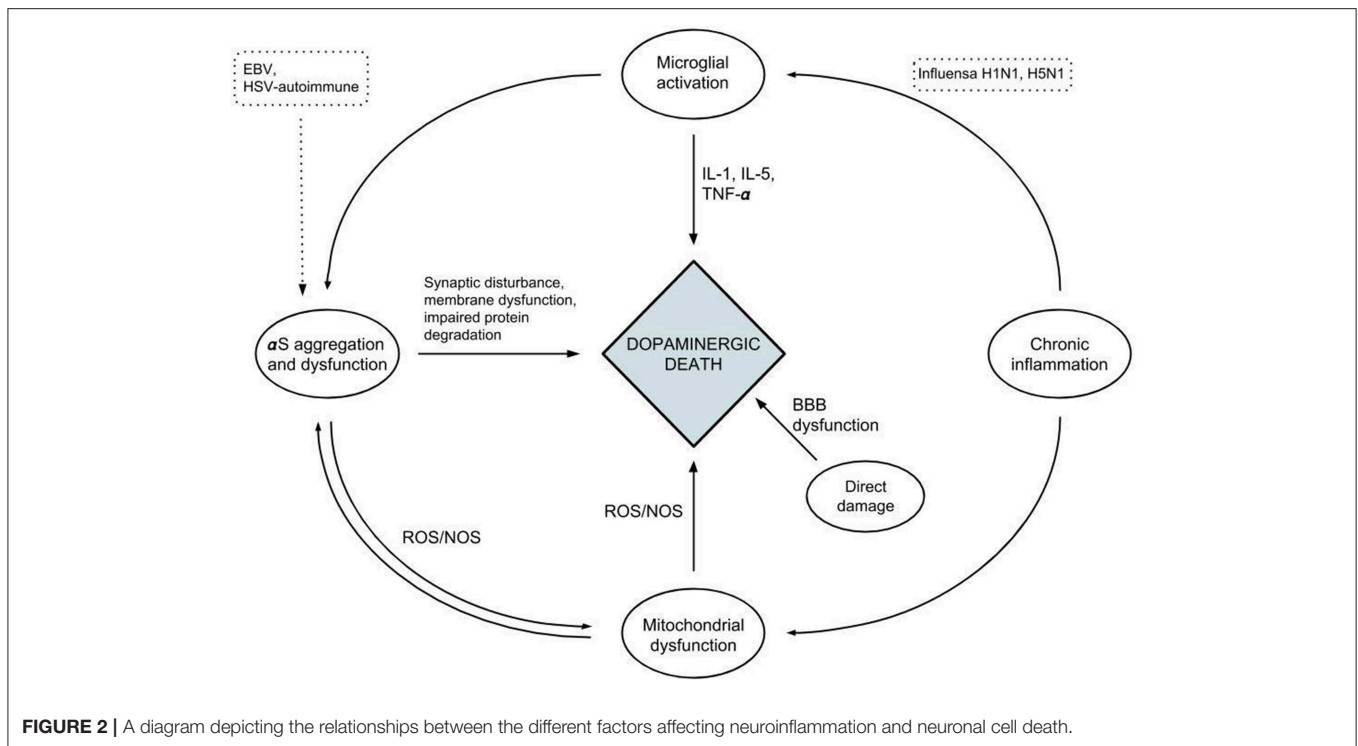 EBV,
HSV-autoimmune
Microglial
activation
Influensa H1N1, H5N1
IL-1, IL-5,
TNF-α
Synaptic disturbance,
membrane dysfunction,
impaired protein
degradation
αS aggregation
and dysfunction
DOPAMINERGIC
DEATH
Chronic
inflammation
BBB
dysfunction
Direct
damage
ROS/NOS
ROS/NOS
Mitochondrial
dysfunction
FIGURE 2 | A diagram depicting the relationships between the different factors affecting neuroinflammation and neuronal cell death.